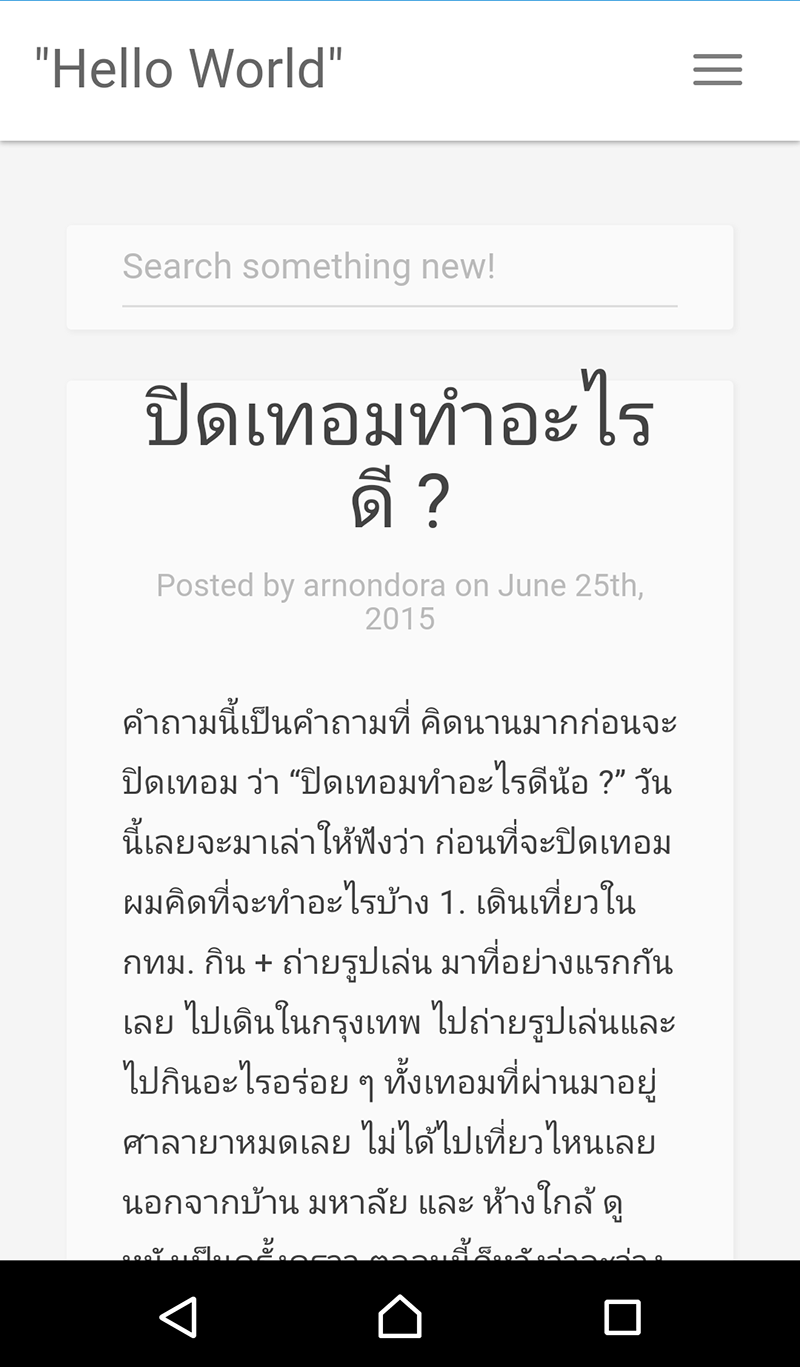 "Hello World"
Search something new!
ปิดเทอมทำอะไร
ดี ?
Posted by arnondora on June 25th,
2015
คำถามนี้เป็นคำถามที่ คิดนานมากก่อนจะ
ปิดเทอม ว่า “ปิดเทอมทำอะไรดีน้อ ?” วัน
นี้เลยจะมาเล่าให้ฟังว่า ก่อนที่จะปิดเทอม
ผมคิดที่จะทำอะไรบ้าง 1. เดินเที่ยวใน
กทม. กิน + ถ่ายรูปเล่น มาที่อย่างแรกกัน
เลย ไปเดินในกรุงเทพ ไปถ่ายรูปเล่นและ
ไปกินอะไรอร่อย ๆ ทั้งเทอมที่ผ่านมาอยู่
ศาลายาหมดเลย ไม่ได้ไปเที่ยวไหนเลย
นอกจากบ้าน มหาลัย และ ห้างใกล้ ดู